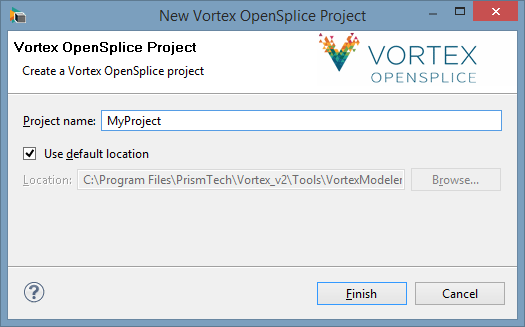 New Vortex OpenSplice Project
Vortex OpenSplice Project
Create a Vortex OpenSplice project
VORTEX
OPENSPLICE
Project name: MyProject
Use default location
Location: C:\Program Files\PrismTech\Vortex_v2\Tools\VortexModeler
Browse...
?
Finish
Cancel